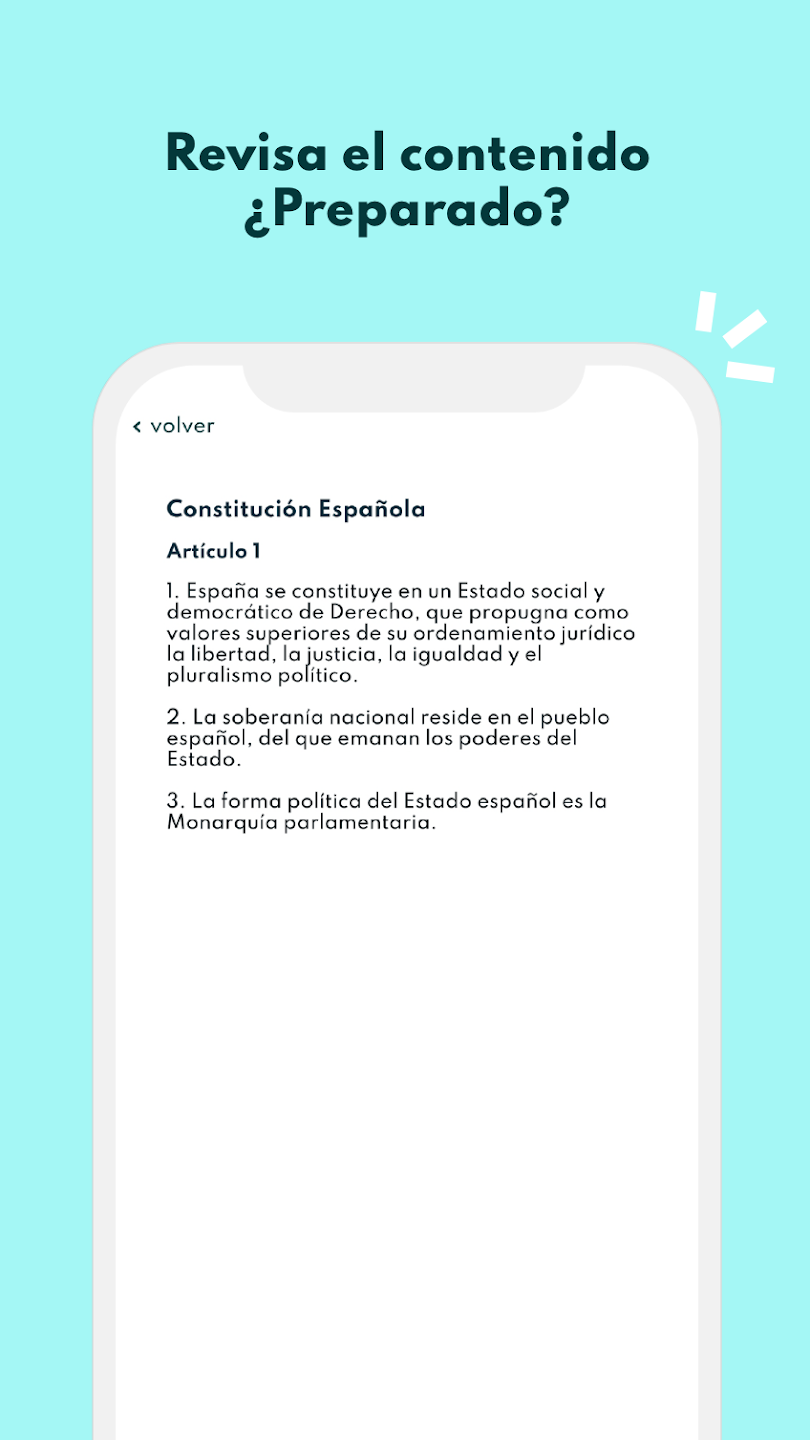 Revisa el contenido
¿Preparado?
< volver
Constitución Española
Artículo 1
1. España se constituye en un Estado social y
democrático de Derecho, que propugna como
valores superiores de su ordenamiento jurídico
la libertad, la justicia, la igualdad y el
pluralismo político.
2. La soberanía nacional reside en el pueblo
español, del que emanan los poderes del
Estado.
3. La forma política del Estado español es la
Monarquía parlamentaria.